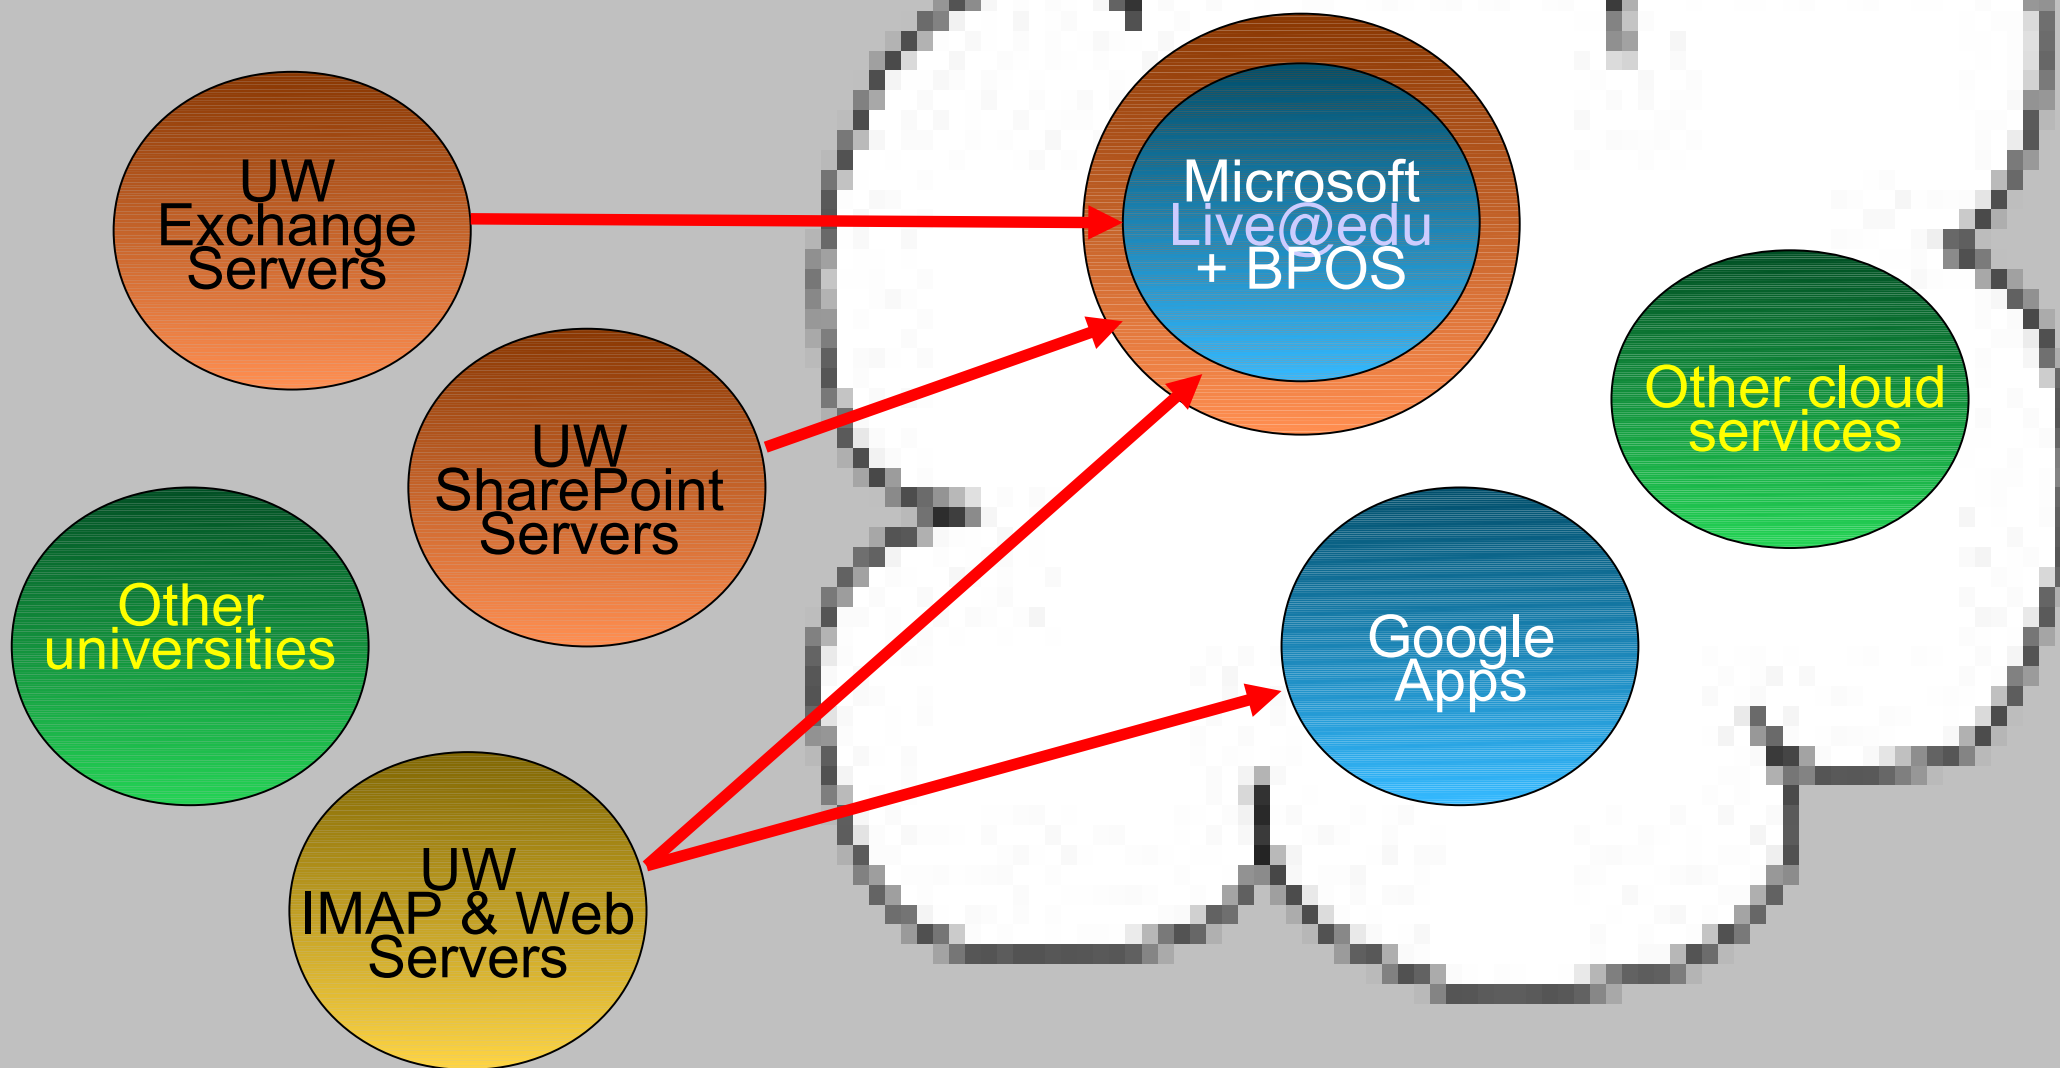 UW
Exchange
Servers
Microsoft
Live@edu
+ BPOS
UW
SharePoint
Servers
Other cloud
services
Other
universities
Google
Apps
UW
IMAP & Web
Servers